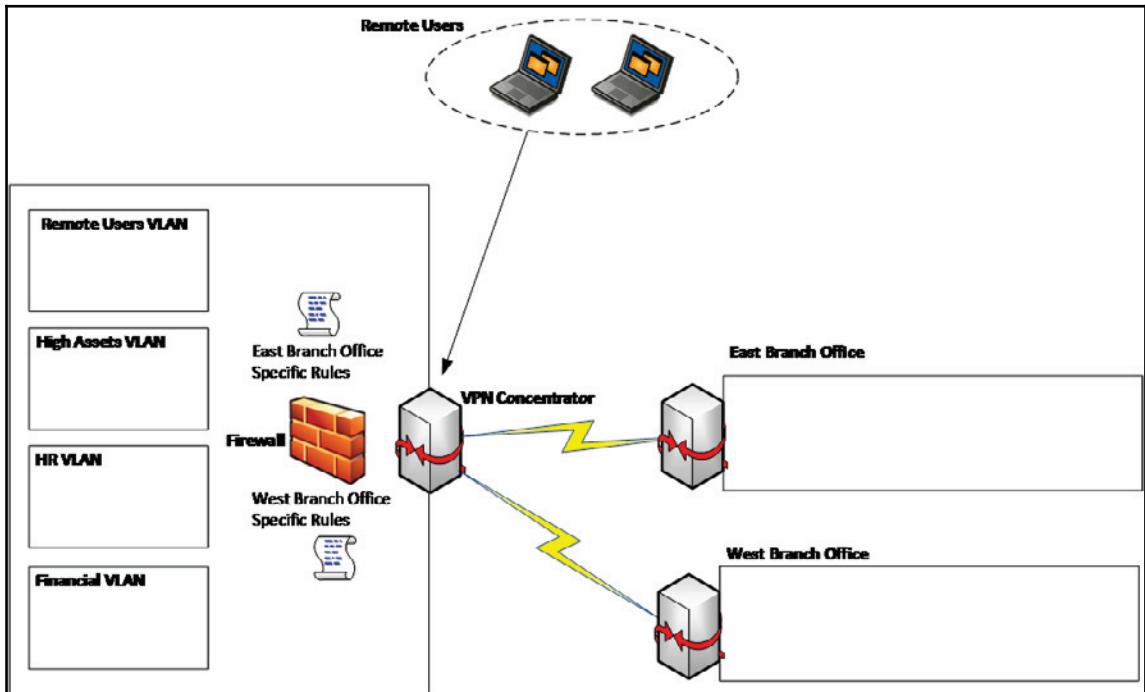 Remote Users
Remote Users VLAN
High Assets VLAN
HR VLAN
Financial VLAN
East Branch Office
Specific Rules
Firewall
West Branch Office
Specific Rules
VPN Concentrator
East Branch Office
West Branch Office